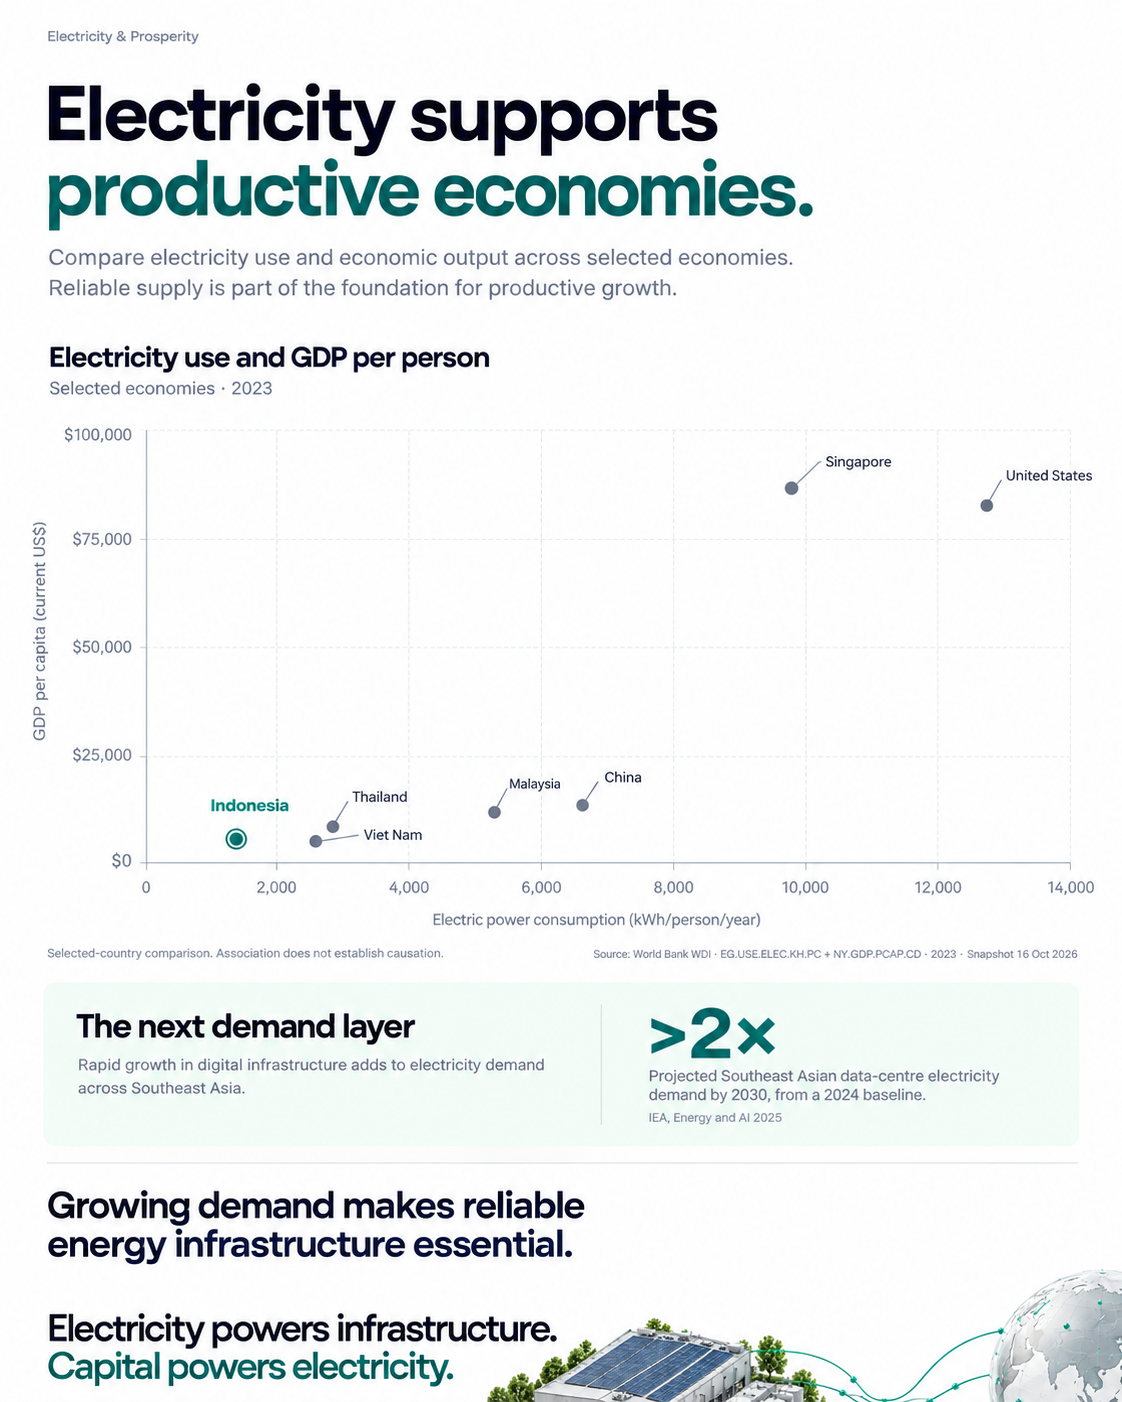 Electricity & Prosperity
Electricity supports
productive economies.
Compare electricity use and economic output across selected economies.
Reliable supply is part of the foundation for productive growth.
Electricity use and GDP per person
Selected economies · 2023
GDP per capita (current US$)
$100,000
$75,000
$50,000
$25,000
$0
Singapore
United States
China
Malaysia
Thailand
Indonesia
Viet Nam
0
2,000
4,000
6,000
8,000
10,000
12,000
14,000
Electric power consumption (kWh/person/year)
Selected-country comparison. Association does not establish causation.
Source: World Bank WDI · EG.USE.ELEC.KH.PC + NY.GDP.PCAP.CD · 2023 · Snapshot 16 Oct 2026
The next demand layer
Rapid growth in digital infrastructure adds to electricity demand
across Southeast Asia.
>2×
Projected Southeast Asian data-centre electricity
demand by 2030, from a 2024 baseline.
IEA, Energy and AI 2025
Growing demand makes reliable
energy infrastructure essential.
Electricity powers infrastructure.
Capital powers electricity.